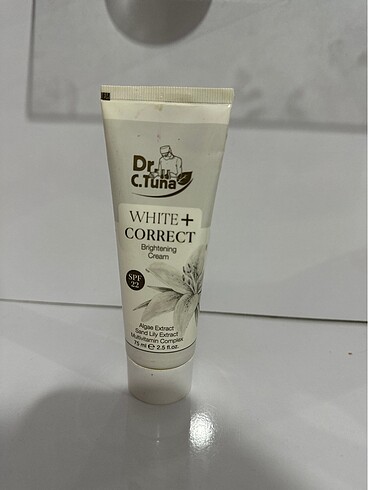 Dr.
C.Tuna
WHITE+
CORRECT
Brightening
Cream
SPF
22
Algae Extract
Sand Lily Extract
Multivitamin Complex
75 ml ℮ 2.5 fl.oz.